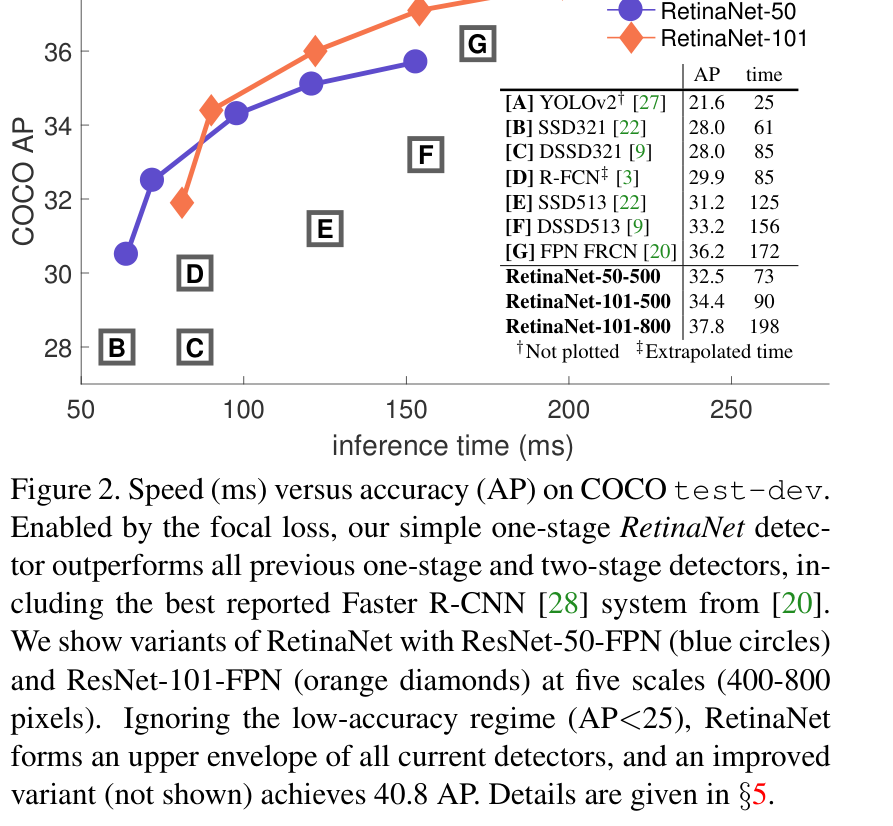 RetinaNet-50
RetinaNet-101
36
34
32
30
28
COCO AP
G
F
E
D
B
C
AP time
[A] YOLOv2† [27] 21.6 25
[B] SSD321 [22] 28.0 61
[C] DSSD321 [9] 28.0 85
[D] R-FCN‡ [3] 29.9 85
[E] SSD513 [22] 31.2 125
[F] DSSD513 [9] 33.2 156
[G] FPN FRCN [20] 36.2 172
RetinaNet-50-500 32.5 73
RetinaNet-101-500 34.4 90
RetinaNet-101-800 37.8 198
†Not plotted ‡Extrapolated time
50 100 150 200 250
inference time (ms)
Figure 2. Speed (ms) versus accuracy (AP) on COCO test-dev.
Enabled by the focal loss, our simple one-stage RetinaNet detec-
tor outperforms all previous one-stage and two-stage detectors, in-
cluding the best reported Faster R-CNN [28] system from [20].
We show variants of RetinaNet with ResNet-50-FPN (blue circles)
and ResNet-101-FPN (orange diamonds) at five scales (400-800
pixels). Ignoring the low-accuracy regime (AP<25), RetinaNet
forms an upper envelope of all current detectors, and an improved
variant (not shown) achieves 40.8 AP. Details are given in §5.